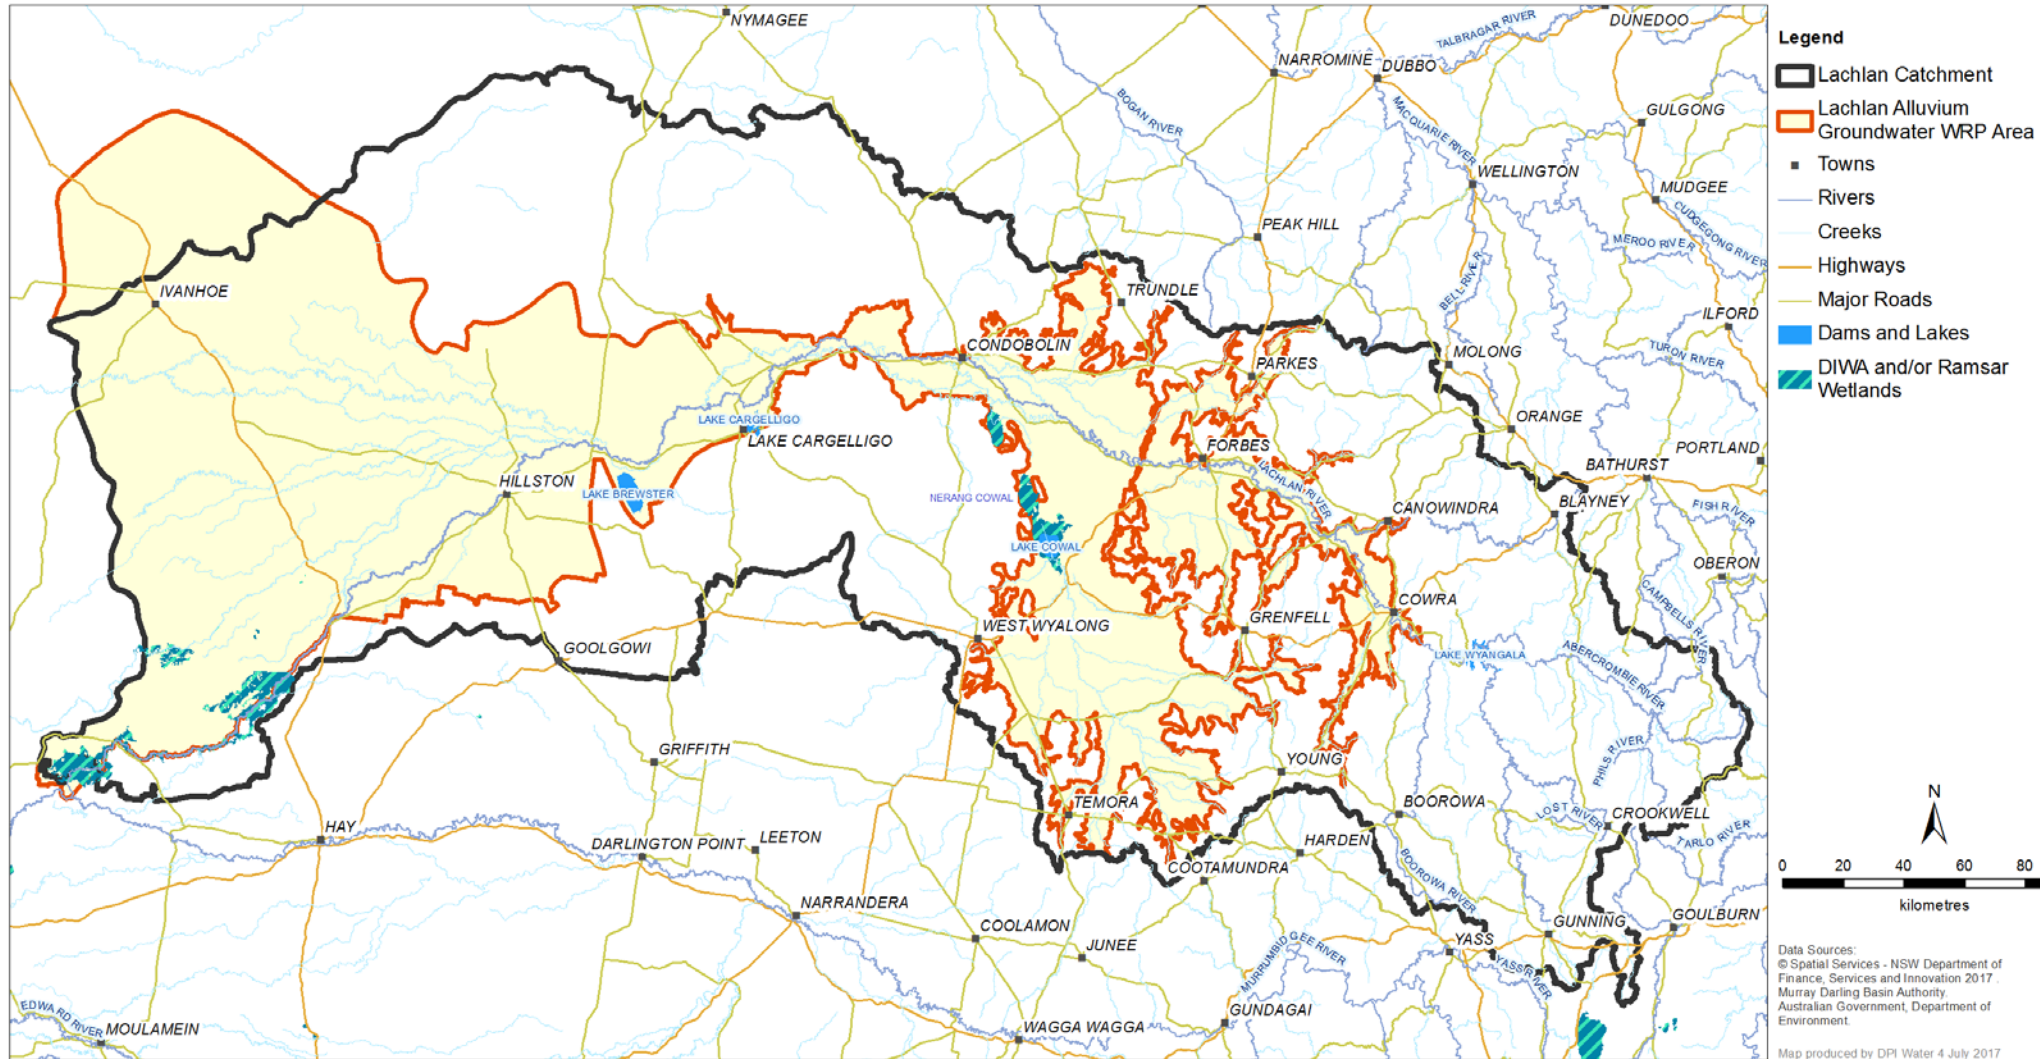 NYMAGEE
DUNEDOO
TALBRAGAR RIVER
NARROMINE
DUBBO
BOGAN RIVER
MACQUARIE RIVER
GULGONG
WELLINGTON
MUDGEE
CUDGEGONG RIVER
PEAK HILL
MEROO RIVER
BELL RIVER
IVANHOE
TRUNDLE
ILFORD
CONDOBOLIN
MOLONG
TURON RIVER
PARKES
LAKE CARGELLIGO
LAKE CARGELLIGO
ORANGE
FORBES
PORTLAND
BATHURST
HILLSTON
LAKE BREWSTER
NERANG COWAL
LACHLAN RIVER
CANOWINDRA
BLAYNEY
FISH RIVER
LAKE COWAL
OBERON
CAMPBELLS RIVER
COWRA
WEST WYALONG
GRENFELL
GOOLGOWI
LAKE WYANGALA
ABERCROMBIE RIVER
GRIFFITH
YOUNG
PHILS RIVER
TEMORA
BOOROWA
LOST RIVER
CROOKWELL
HAY
DARLINGTON POINT
LEETON
HARDEN
TARLO RIVER
COOTAMUNDRA
BOOROWA RIVER
NARRANDERA
COOLAMON
JUNEE
MURRUMBIDGEE RIVER
YASS
GUNNING
GOULBURN
YASS RIVER
EDWARD RIVER
MOULAMEIN
WAGGA WAGGA
GUNDAGAI
Legend
Lachlan Catchment
Lachlan Alluvium
Groundwater WRP Area
Towns
Rivers
Creeks
Highways
Major Roads
Dams and Lakes
DIWA and/or Ramsar
Wetlands
N
0 20 40 60 80
kilometres
Data Sources:
© Spatial Services - NSW Department of
Finance, Services and Innovation 2017 .
Murray Darling Basin Authority.
Australian Government, Department of
Environment.
Map produced by DPI Water 4 July 2017